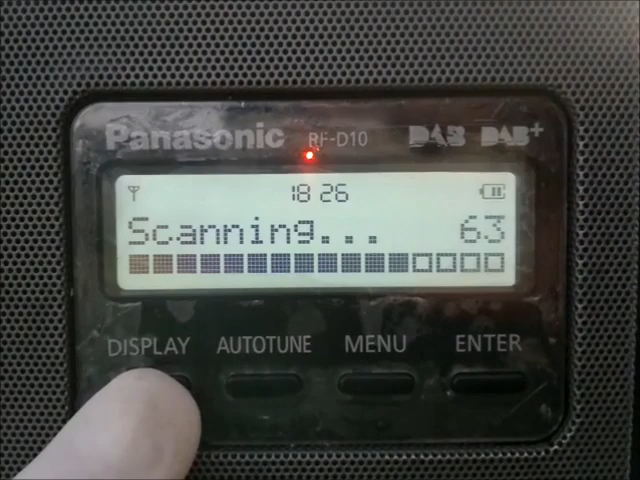 Panasonic RF-D10 DAB DAB+
18 26
Scanning... 63
DISPLAY AUTOTUNE MENU ENTER